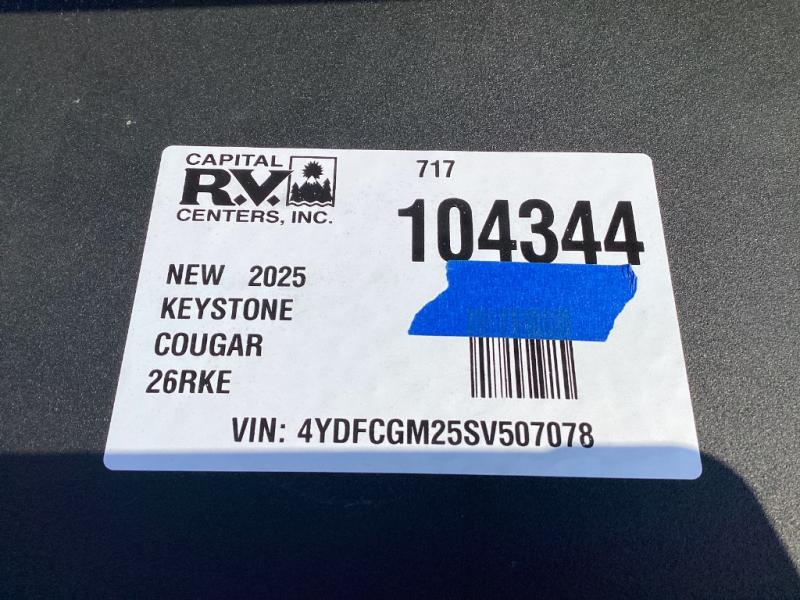 CAPITAL
R.V.
CENTERS, INC.
717
104344
NEW 2025
KEYSTONE
COUGAR
26RKE
VIN: 4YDFCGM25SV507078